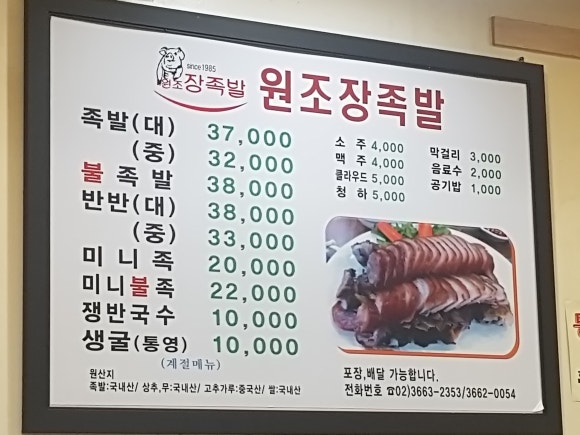 since1985
원조장족발
원조장족발
족발(대) 37,000
(중) 32,000
불족발 38,000
반반(대) 38,000
(중) 33,000
미니족 20,000
미니불족 22,000
쟁반국수 10,000
생굴(통영) 10,000
(계절메뉴)
원산지
족발:국내산/ 상추,무:국내산/ 고추가루:중국산/ 쌀:국내산
소 주 4,000
맥 주 4,000
클라우드 5,000
청 하 5,000
막걸리 3,000
음료수 2,000
공기밥 1,000
포장,배달 가능합니다.
전화번호 ☎02)3663-2353/3662-0054